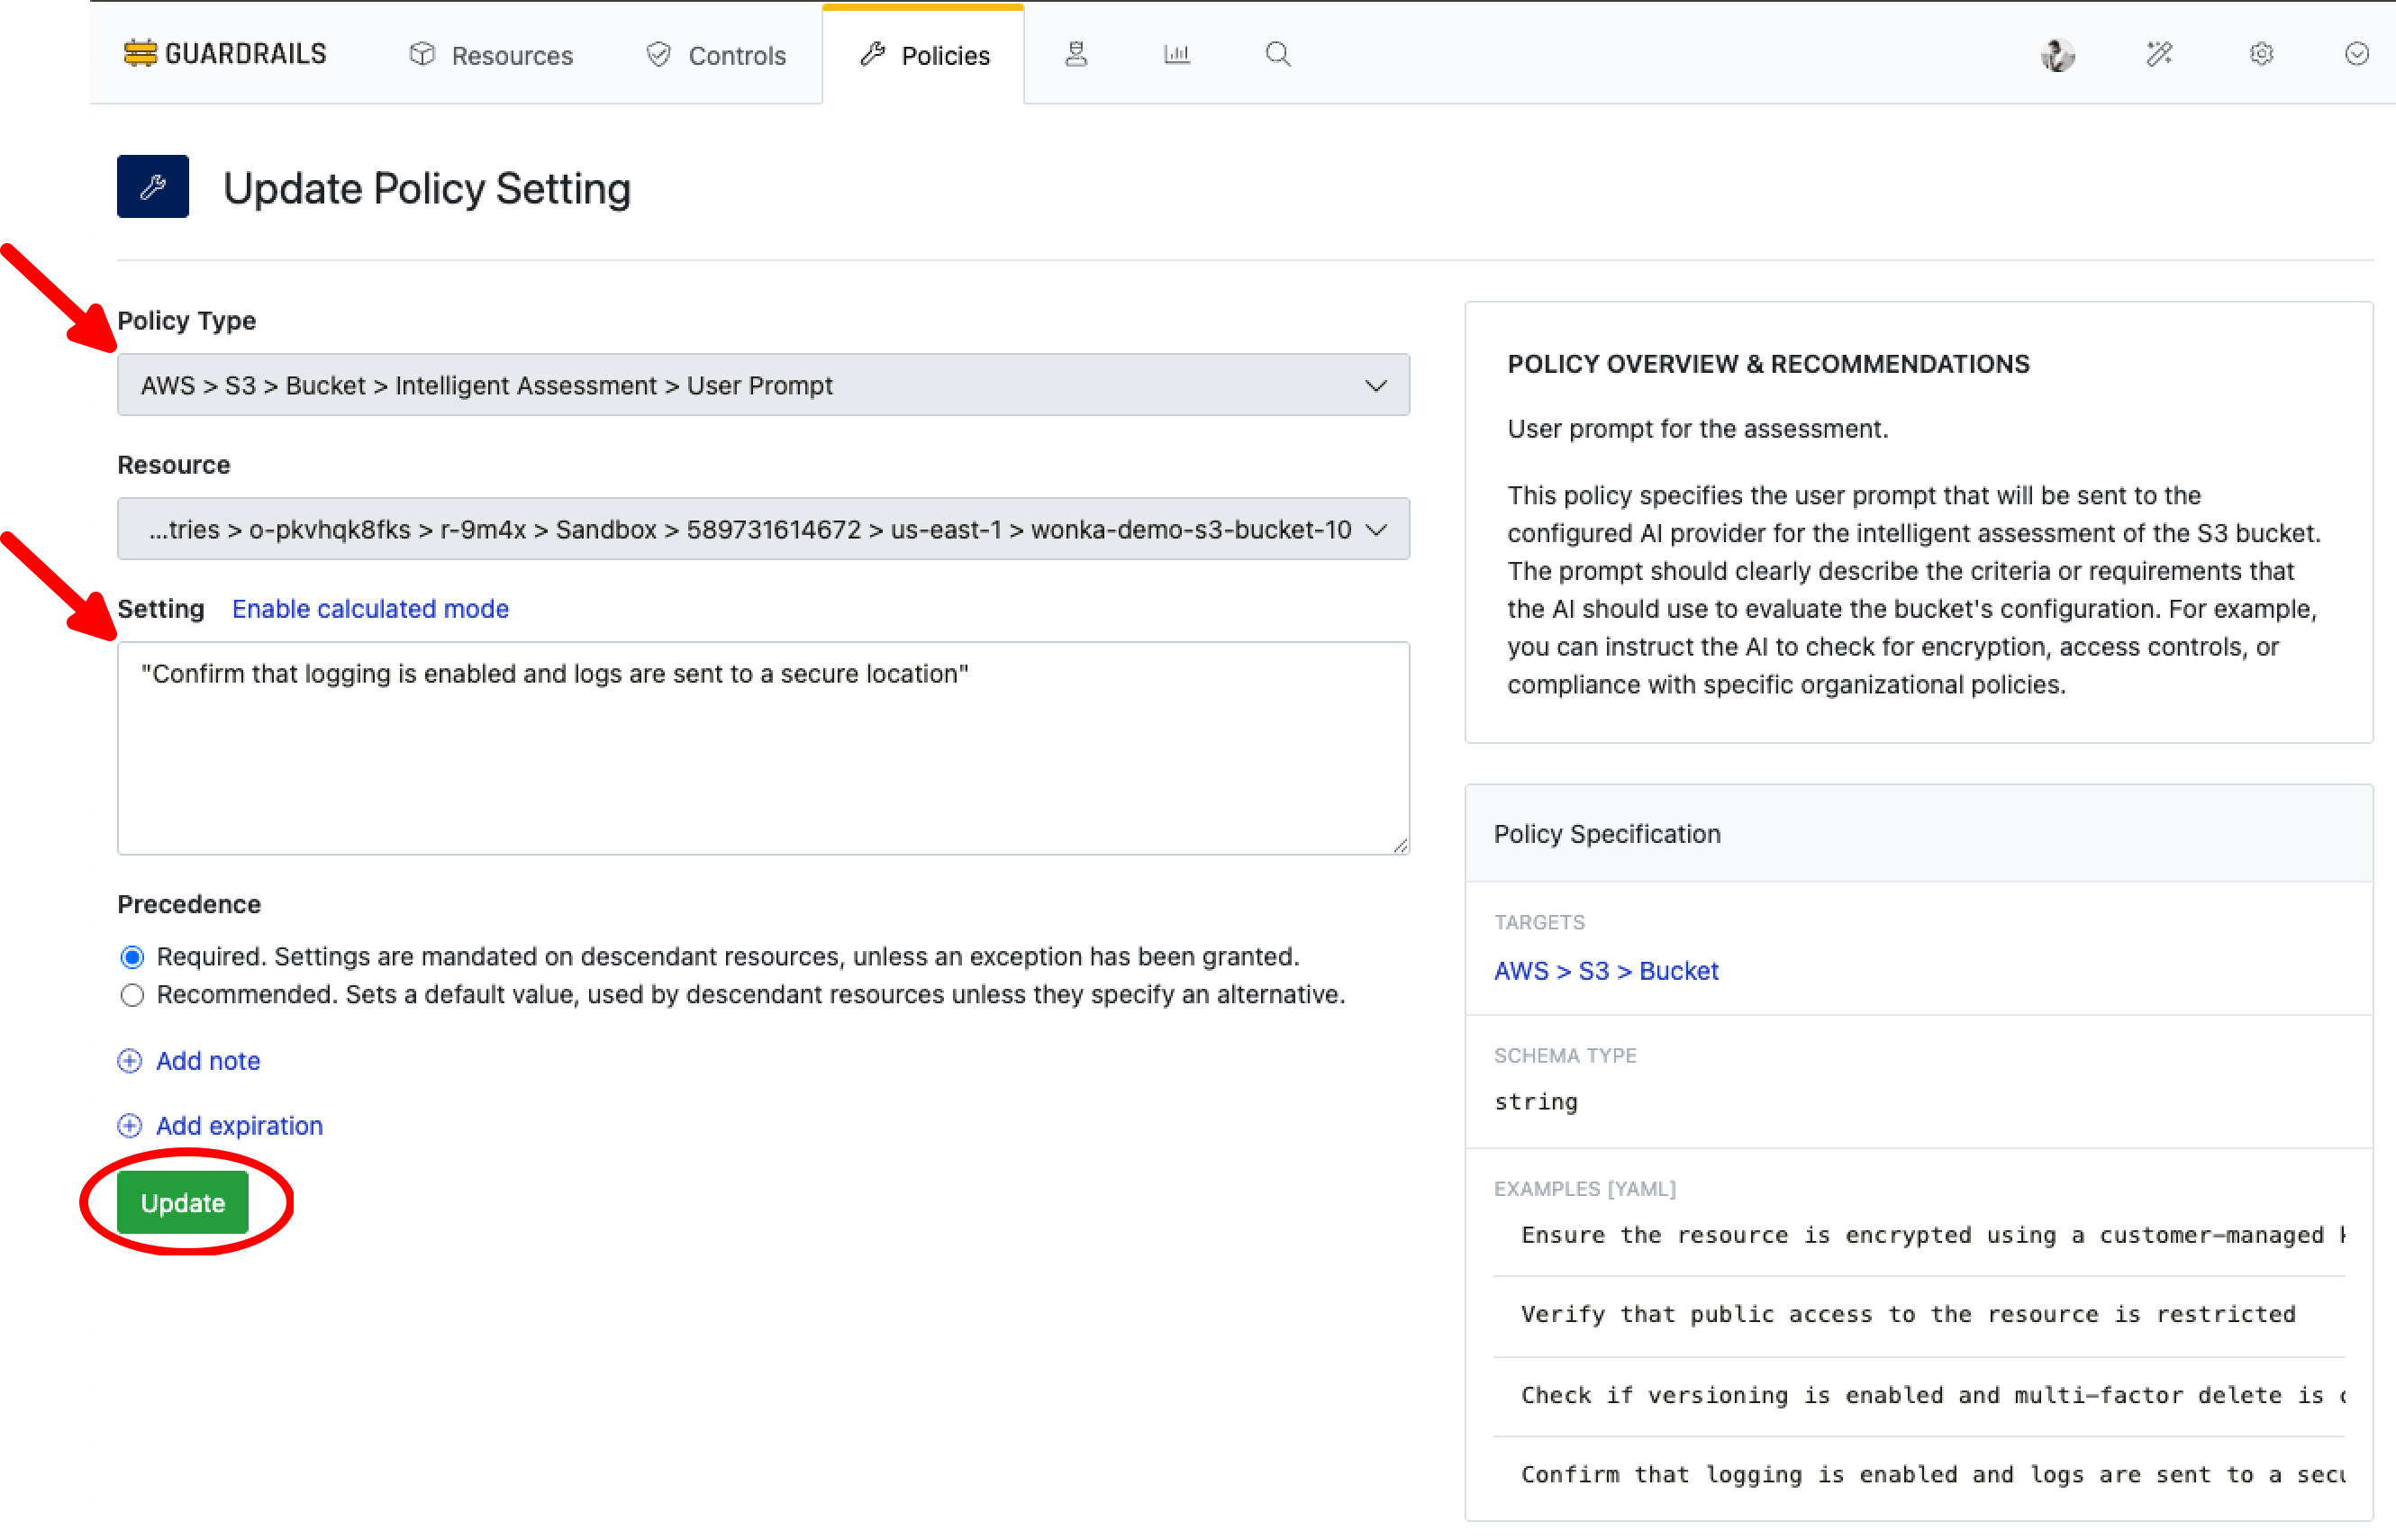 GUARDRAILS
Resources
Controls
Policies
Update Policy Setting
Policy Type
AWS > S3 > Bucket > Intelligent Assessment > User Prompt
Resource
...tries > o-pkvhqk8fks > r-9m4x > Sandbox > 589731614672 > us-east-1 > wonka-demo-s3-bucket-10
Setting Enable calculated mode
"Confirm that logging is enabled and logs are sent to a secure location"
Precedence
Required. Settings are mandated on descendant resources, unless an exception has been granted.
Recommended. Sets a default value, used by descendant resources unless they specify an alternative.
Add note
Add expiration
Update
POLICY OVERVIEW & RECOMMENDATIONS
User prompt for the assessment.
This policy specifies the user prompt that will be sent to the
configured AI provider for the intelligent assessment of the S3 bucket.
The prompt should clearly describe the criteria or requirements that
the AI should use to evaluate the bucket's configuration. For example,
you can instruct the AI to check for encryption, access controls, or
compliance with specific organizational policies.
Policy Specification
TARGETS
AWS > S3 > Bucket
SCHEMA TYPE
string
EXAMPLES [YAML]
Ensure the resource is encrypted using a customer-managed
Verify that public access to the resource is restricted
Check if versioning is enabled and multi-factor delete is
Confirm that logging is enabled and logs are sent to a secu